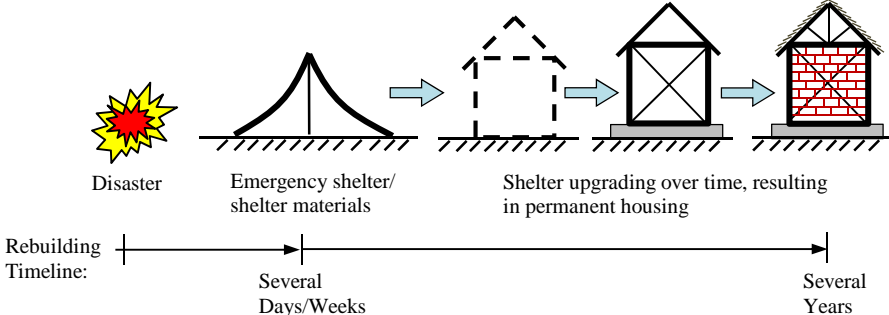 Disaster
Emergency shelter/
shelter materials
Shelter upgrading over time, resulting
in permanent housing
Rebuilding
Timeline:
Several
Days/Weeks
Several
Years